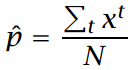 p̂ = ∑ₜ xᵗ / N